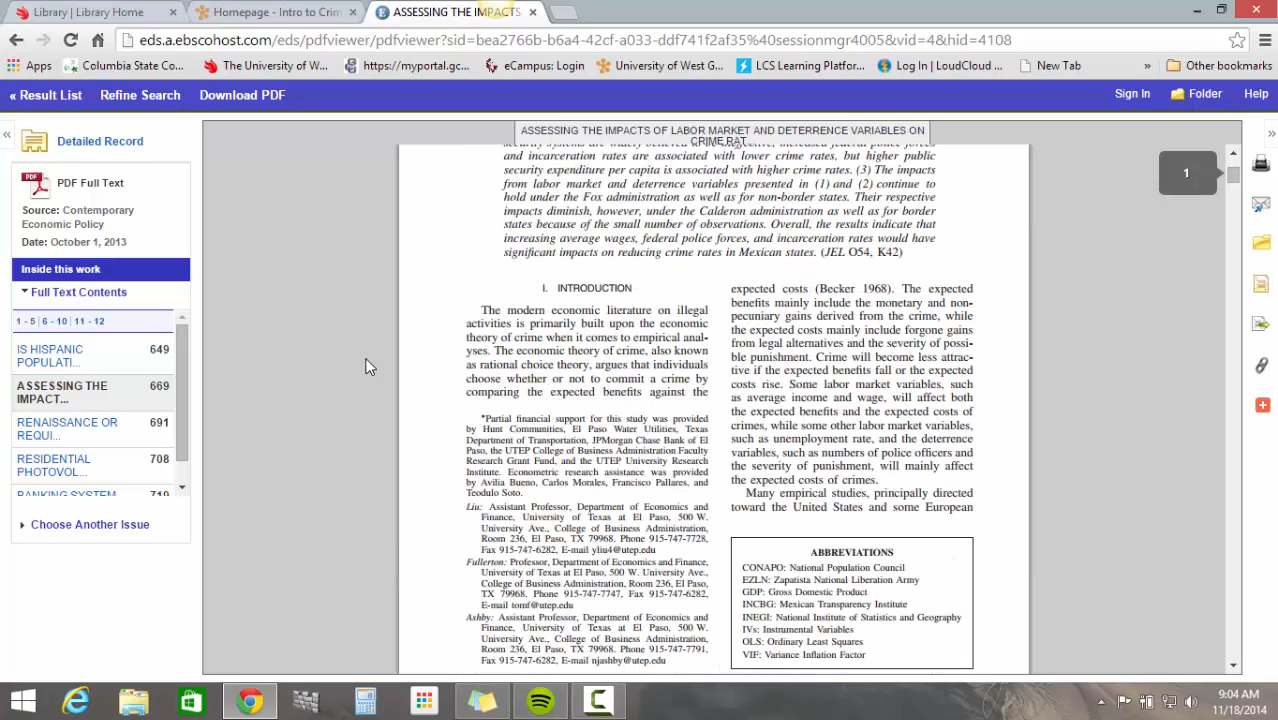 Library | Library Home
Homepage - Intro to Crim
ASSESSING THE IMPACTS
eds.a.ebscohost.com/eds/pdfviewer/pdfviewer?sid=bea2766b-b6a4-42cf-a033-ddf741f2af35%40sessionmgr4005&vid=4&hid=4108
Apps
Columbia State Co...
The University of W...
https://myportal.gc...
eCampus: Login
University of West G...
LCS Learning Platfor...
Log In | LoudCloud ...
New Tab
»
Other bookmarks
« Result List
Refine Search
Download PDF
Sign In
Folder
Help
«
Detailed Record
PDF Full Text
Source: Contemporary
Economic Policy
Date: October 1, 2013
Inside this work
Full Text Contents
1 - 5 6 - 10 11 - 12
IS HISPANIC 649
POPULATI...
ASSESSING THE 669
IMPACT...
RENAISSANCE OR 691
REQUI...
RESIDENTIAL 708
PHOTOVOL...
BANKING SYSTEM 719
Choose Another Issue
ASSESSING THE IMPACTS OF LABOR MARKET AND DETERRENCE VARIABLES ON
CRIME RAT
and incarceration rates are associated with lower crime rates, but higher public
security expenditure per capita is associated with higher crime rates. (3) The impacts
from labor market and deterrence variables presented in (1) and (2) continue to
hold under the Fox administration as well as for non-border states. Their respective
impacts diminish, however, under the Calderon administration as well as for border
states because of the small number of observations. Overall, the results indicate that
increasing average wages, federal police forces, and incarceration rates would have
significant impacts on reducing crime rates in Mexican states. (JEL O54, K42)
I. INTRODUCTION
The modern economic literature on illegal
activities is primarily built upon the economic
theory of crime when it comes to empirical anal-
yses. The economic theory of crime, also known
as rational choice theory, argues that individuals
choose whether or not to commit a crime by
comparing the expected benefits against the
*Partial financial support for this study was provided
by Hunt Communities, El Paso Water Utilities, Texas
Department of Transportation, JPMorgan Chase Bank of El
Paso, the UTEP College of Business Administration Faculty
Research Grant Fund, and the UTEP University Research
Institute. Econometric research assistance was provided
by Avilia Bueno, Carlos Morales, Francisco Pallares, and
Teodulo Soto.
Liu: Assistant Professor, Department of Economics and
Finance, University of Texas at El Paso, 500 W.
University Ave., College of Business Administration,
Room 236, El Paso, TX 79968. Phone 915-747-7728,
Fax 915-747-6282, E-mail yliu4@utep.edu
Fullerton: Professor, Department of Economics and Finance,
University of Texas at El Paso, 500 W. University Ave.,
College of Business Administration, Room 236, El Paso,
TX 79968. Phone 915-747-7747, Fax 915-747-6282,
E-mail tomf@utep.edu
Ashby: Assistant Professor, Department of Economics and
Finance, University of Texas at El Paso, 500 W.
University Ave., College of Business Administration,
Room 236, El Paso, TX 79968. Phone 915-747-7791,
Fax 915-747-6282, E-mail njashby@utep.edu
expected costs (Becker 1968). The expected
benefits mainly include the monetary and non-
pecuniary gains derived from the crime, while
the expected costs mainly include forgone gains
from legal alternatives and the severity of possi-
ble punishment. Crime will become less attrac-
tive if the expected benefits fall or the expected
costs rise. Some labor market variables, such
as average income and wage, will affect both
the expected benefits and the expected costs of
crimes, while some other labor market variables,
such as unemployment rate, and the deterrence
variables, such as numbers of police officers and
the severity of punishment, will mainly affect
the expected costs of crimes.
Many empirical studies, principally directed
toward the United States and some European
ABBREVIATIONS
CONAPO: National Population Council
EZLN: Zapatista National Liberation Army
GDP: Gross Domestic Product
INCBG: Mexican Transparency Institute
INEGI: National Institute of Statistics and Geography
IVs: Instrumental Variables
OLS: Ordinary Least Squares
VIF: Variance Inflation Factor
1
»
9:04 AM
11/18/2014